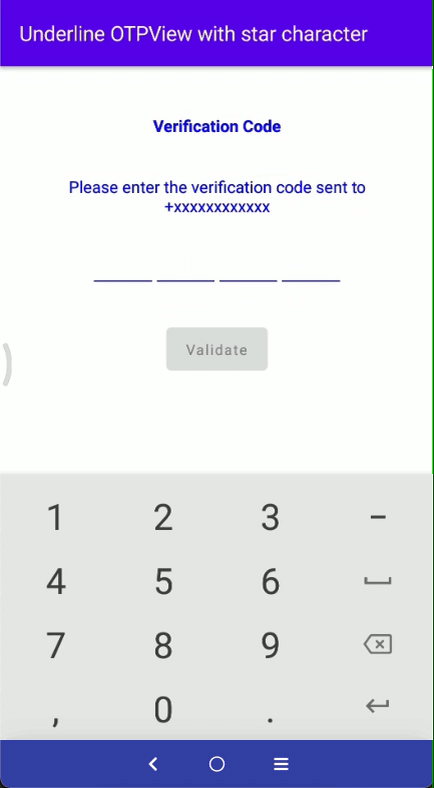 Underline OTPView with star character
Verification Code
Please enter the verification code sent to
+xxxxxxxxxxxx
Validate
1 2 3 -
4 5 6
7 8 9
, 0 .